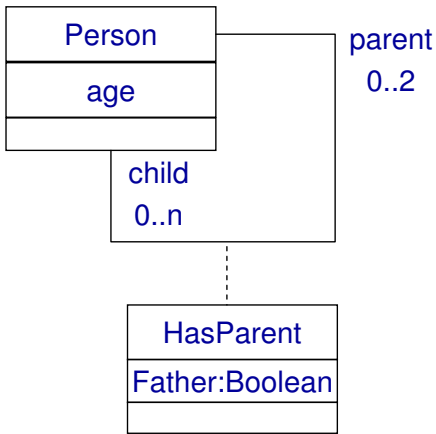 Person
age
parent
0..2
child
0..n
HasParent
Father:Boolean